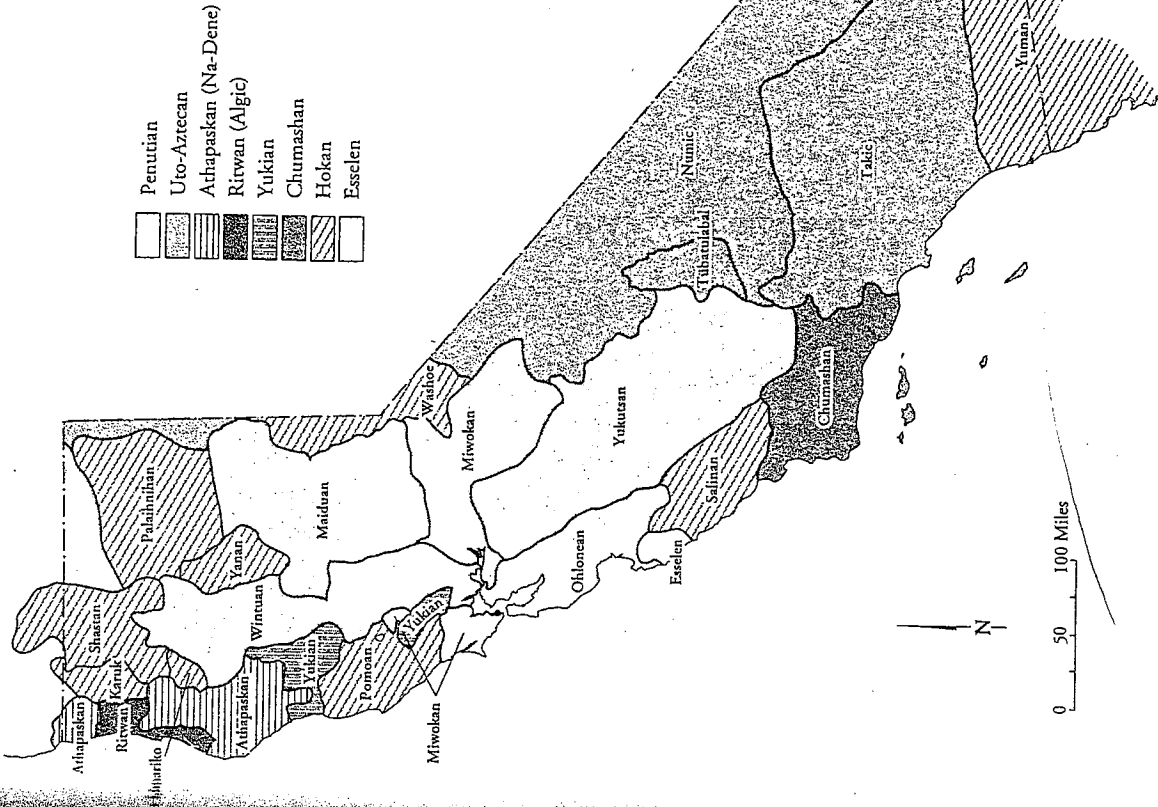 Penutian
Uto-Aztecan
Athapaskan (Na-Dene)
Ritwan (Algic)
Yukian
Chumashan
Hokan
Esselen
Athapaskan
Ritwan
Karuk
Shastan
Palaihnihan
Yanan
Wintuan
Athapaskan
Yukian
Maiduan
Pomoan
Yukian
Washoe
Miwokan
Miwokan
Ohlonean
Esselen
Yukutsan
Salinan
Chumashan
Tübatulabal
Numic
Takic
Yuman
N
0 50 100 Miles